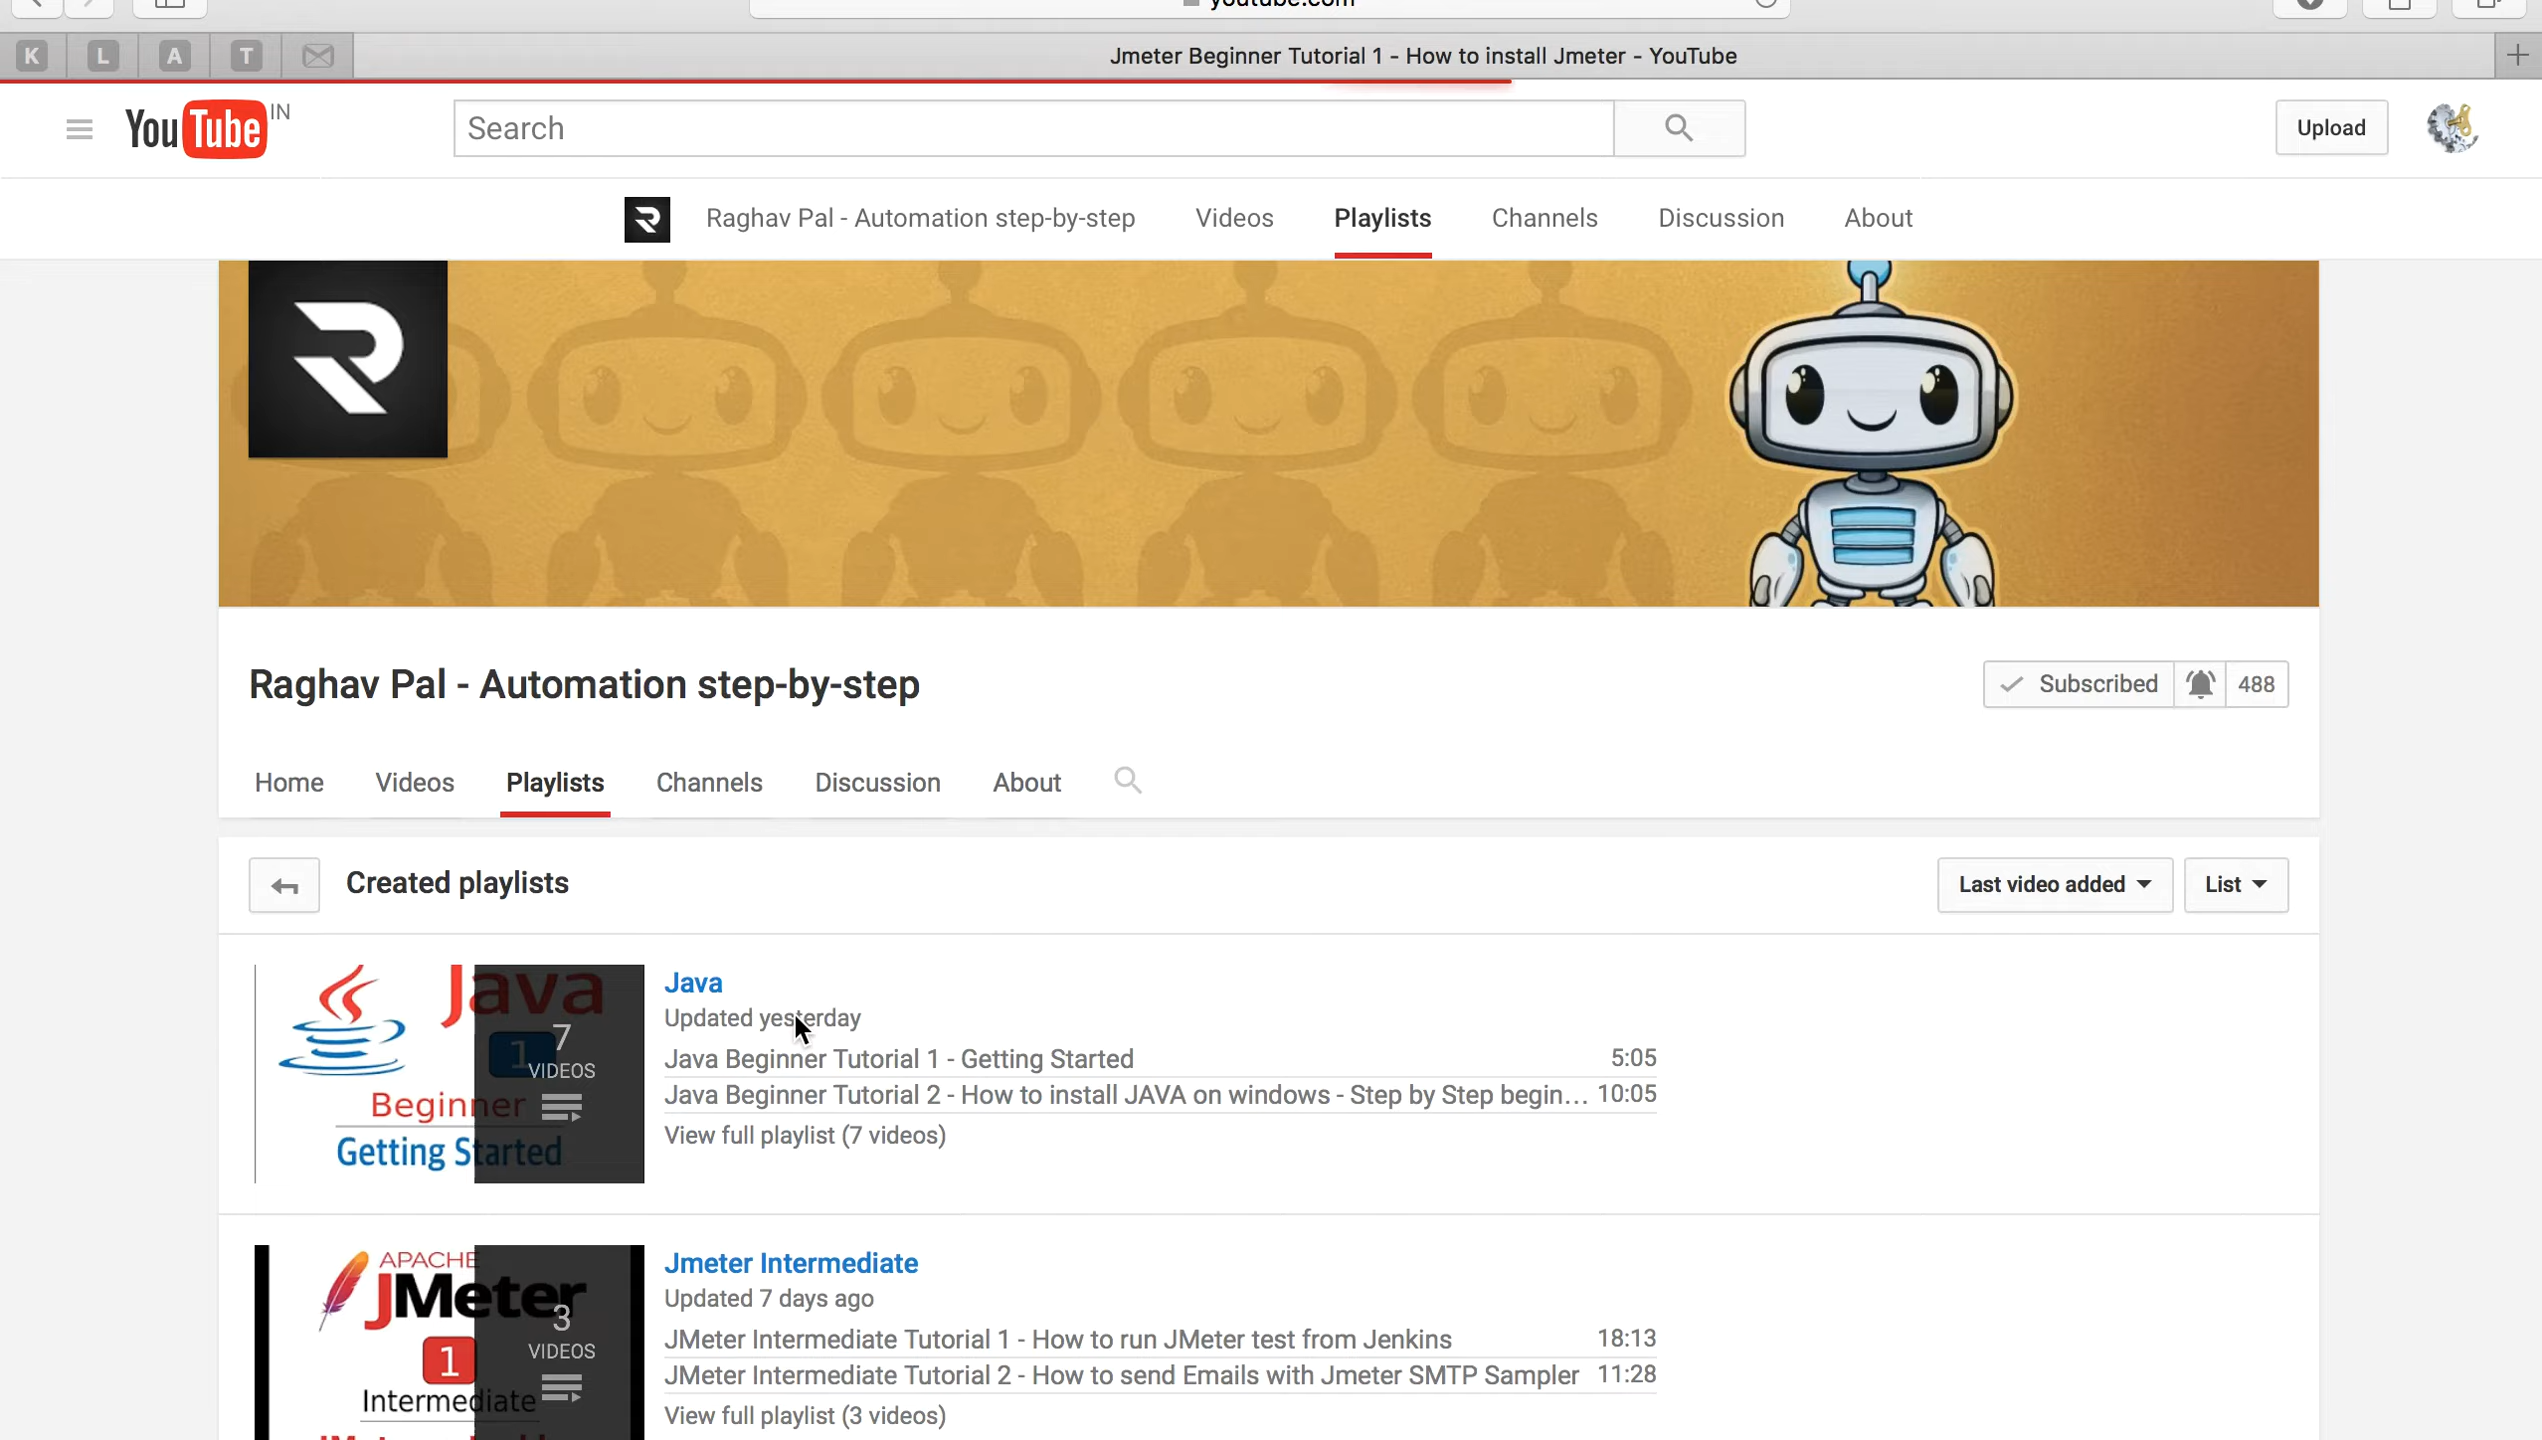 youtube.com
K L A T Jmeter Beginner Tutorial 1 - How to install Jmeter - YouTube
YouTube IN Search Upload
Raghav Pal - Automation step-by-step Videos Playlists Channels Discussion About
Raghav Pal - Automation step-by-step Subscribed 488
Home Videos Playlists Channels Discussion About
Created playlists Last video added List
Java
1
Beginner
Getting Started
7
VIDEOS
Java
Updated yesterday
Java Beginner Tutorial 1 - Getting Started 5:05
Java Beginner Tutorial 2 - How to install JAVA on windows - Step by Step begin... 10:05
View full playlist (7 videos)
APACHE
JMeter
1
Intermediate
3
VIDEOS
Jmeter Intermediate
Updated 7 days ago
JMeter Intermediate Tutorial 1 - How to run JMeter test from Jenkins 18:13
JMeter Intermediate Tutorial 2 - How to send Emails with Jmeter SMTP Sampler 11:28
View full playlist (3 videos)